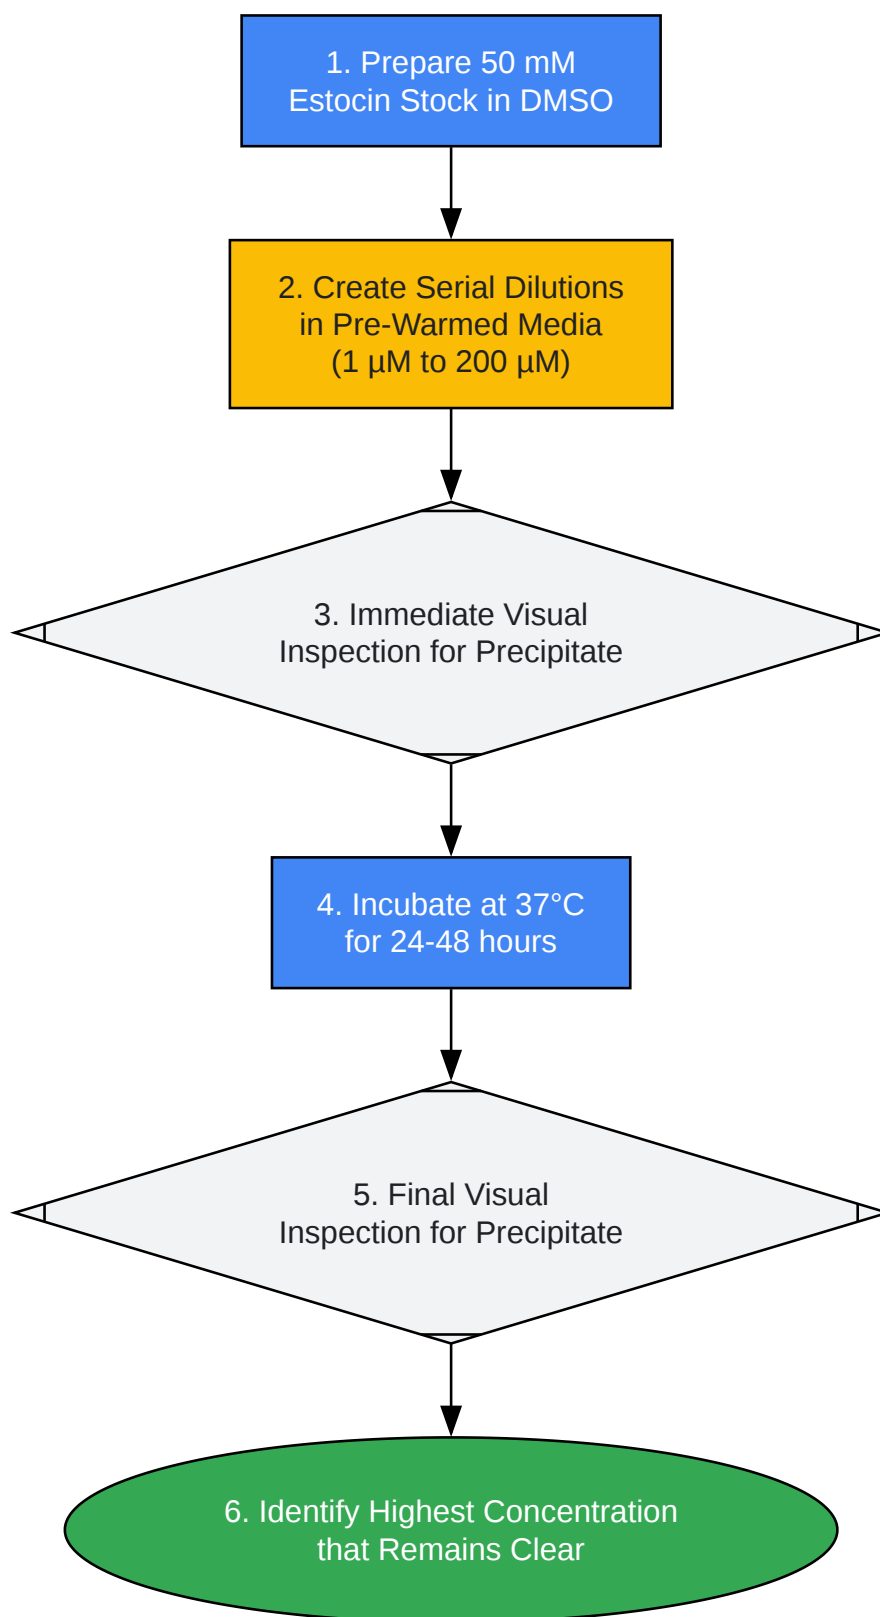 1. Prepare 50 mM
Estocin Stock in DMSO
2. Create Serial Dilutions
in Pre-Warmed Media
(1 µM to 200 µM)
3. Immediate Visual
Inspection for Precipitate
4. Incubate at 37°C
for 24-48 hours
5. Final Visual
Inspection for Precipitate
6. Identify Highest Concentration
that Remains Clear